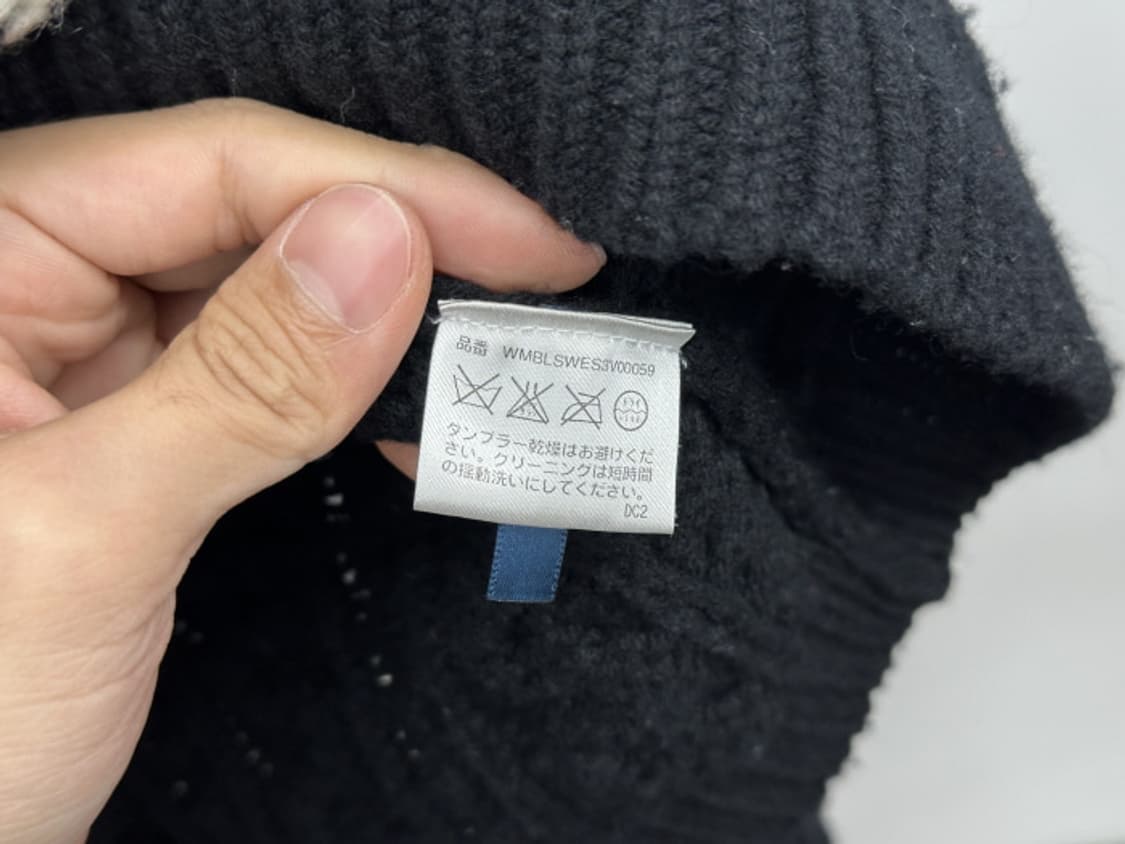 品番 WMBLSWES3V00059
タンブラー乾燥はお避けくだ
さい。クリーニングは短時間
の揺動洗いにしてください。
DC2